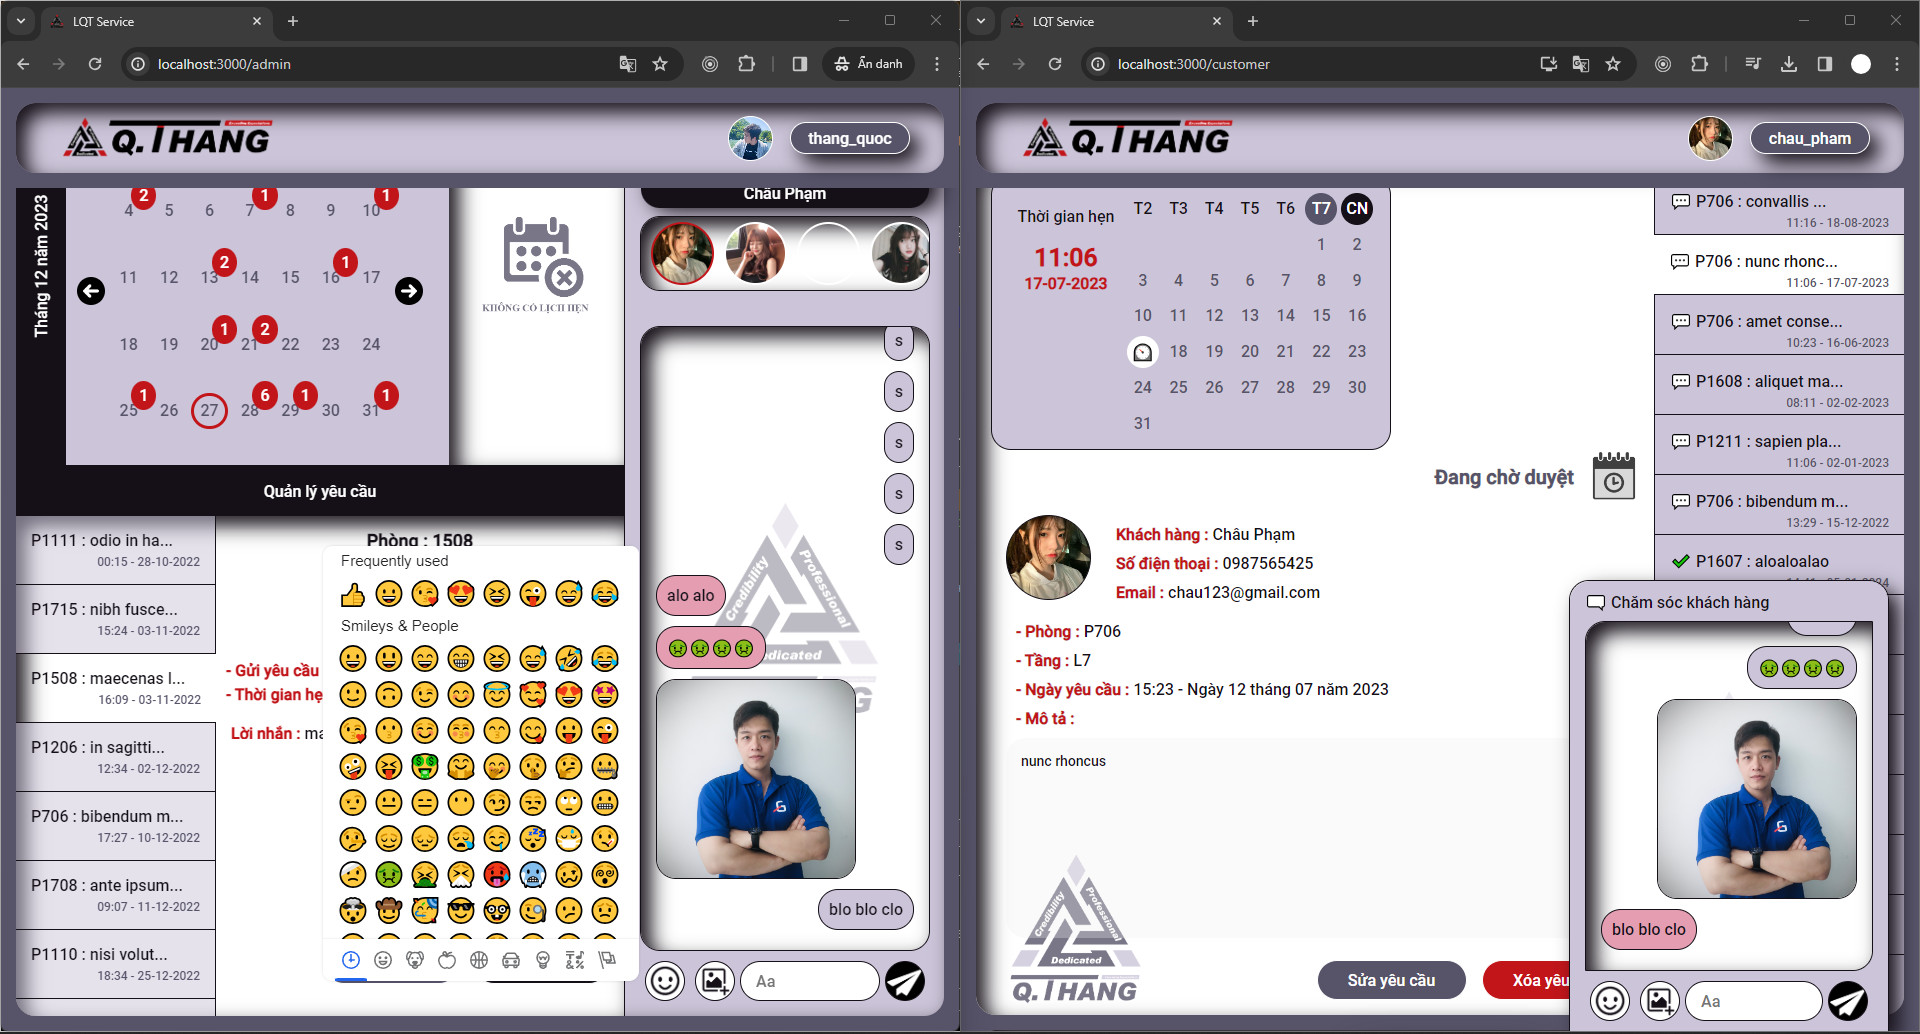 LQT Service
localhost:3000/admin
Ẩn danh
Q.THANG
thang_quoc
Tháng 12 năm 2023
2 1 1
4 5 6 7 8 9 10
2 1
11 12 13 14 15 16 17
1 2
18 19 20 21 22 23 24
1 6 1 1
25 26 27 28 29 30 31
KHÔNG CÓ LỊCH HẸN
Quản lý yêu cầu
P1111 : odio in ha...
00:15 - 28-10-2022
P1715 : nibh fusce...
15:24 - 03-11-2022
P1508 : maecenas l...
16:09 - 03-11-2022
P1206 : in sagitti...
12:34 - 02-12-2022
P706 : bibendum m...
17:27 - 10-12-2022
P1708 : ante ipsum...
09:07 - 11-12-2022
P1110 : nisi volut...
18:34 - 25-12-2022
Phòng : 1508
- Gửi yêu cầu
- Thời gian hẹ
Lời nhắn : ma
Frequently used
Smileys & People
Châu Phạm
s
s
s
s
s
alo alo
Credibility
Professional
Dedicated
blo blo clo
Aa
LQT Service
localhost:3000/customer
Q.THANG
chau_pham
Thời gian hẹn
11:06
17-07-2023
T2 T3 T4 T5 T6 T7 CN
1 2
3 4 5 6 7 8 9
10 11 12 13 14 15 16
18 19 20 21 22 23
24 25 26 27 28 29 30
31
Đang chờ duyệt
Khách hàng : Châu Phạm
Số điện thoại : 0987565425
Email : chau123@gmail.com
- Phòng : P706
- Tầng : L7
- Ngày yêu cầu : 15:23 - Ngày 12 tháng 07 năm 2023
- Mô tả :
nunc rhoncus
Credibility
Professional
Dedicated
Q.THANG
Sửa yêu cầu
Xóa yêu
P706 : convallis ...
11:16 - 18-08-2023
P706 : nunc rhonc...
11:06 - 17-07-2023
P706 : amet conse...
10:23 - 16-06-2023
P1608 : aliquet ma...
08:11 - 02-02-2023
P1211 : sapien pla...
11:06 - 02-01-2023
P706 : bibendum m...
13:29 - 15-12-2022
P1607 : aloaloalao
Chăm sóc khách hàng
blo blo clo
Aa